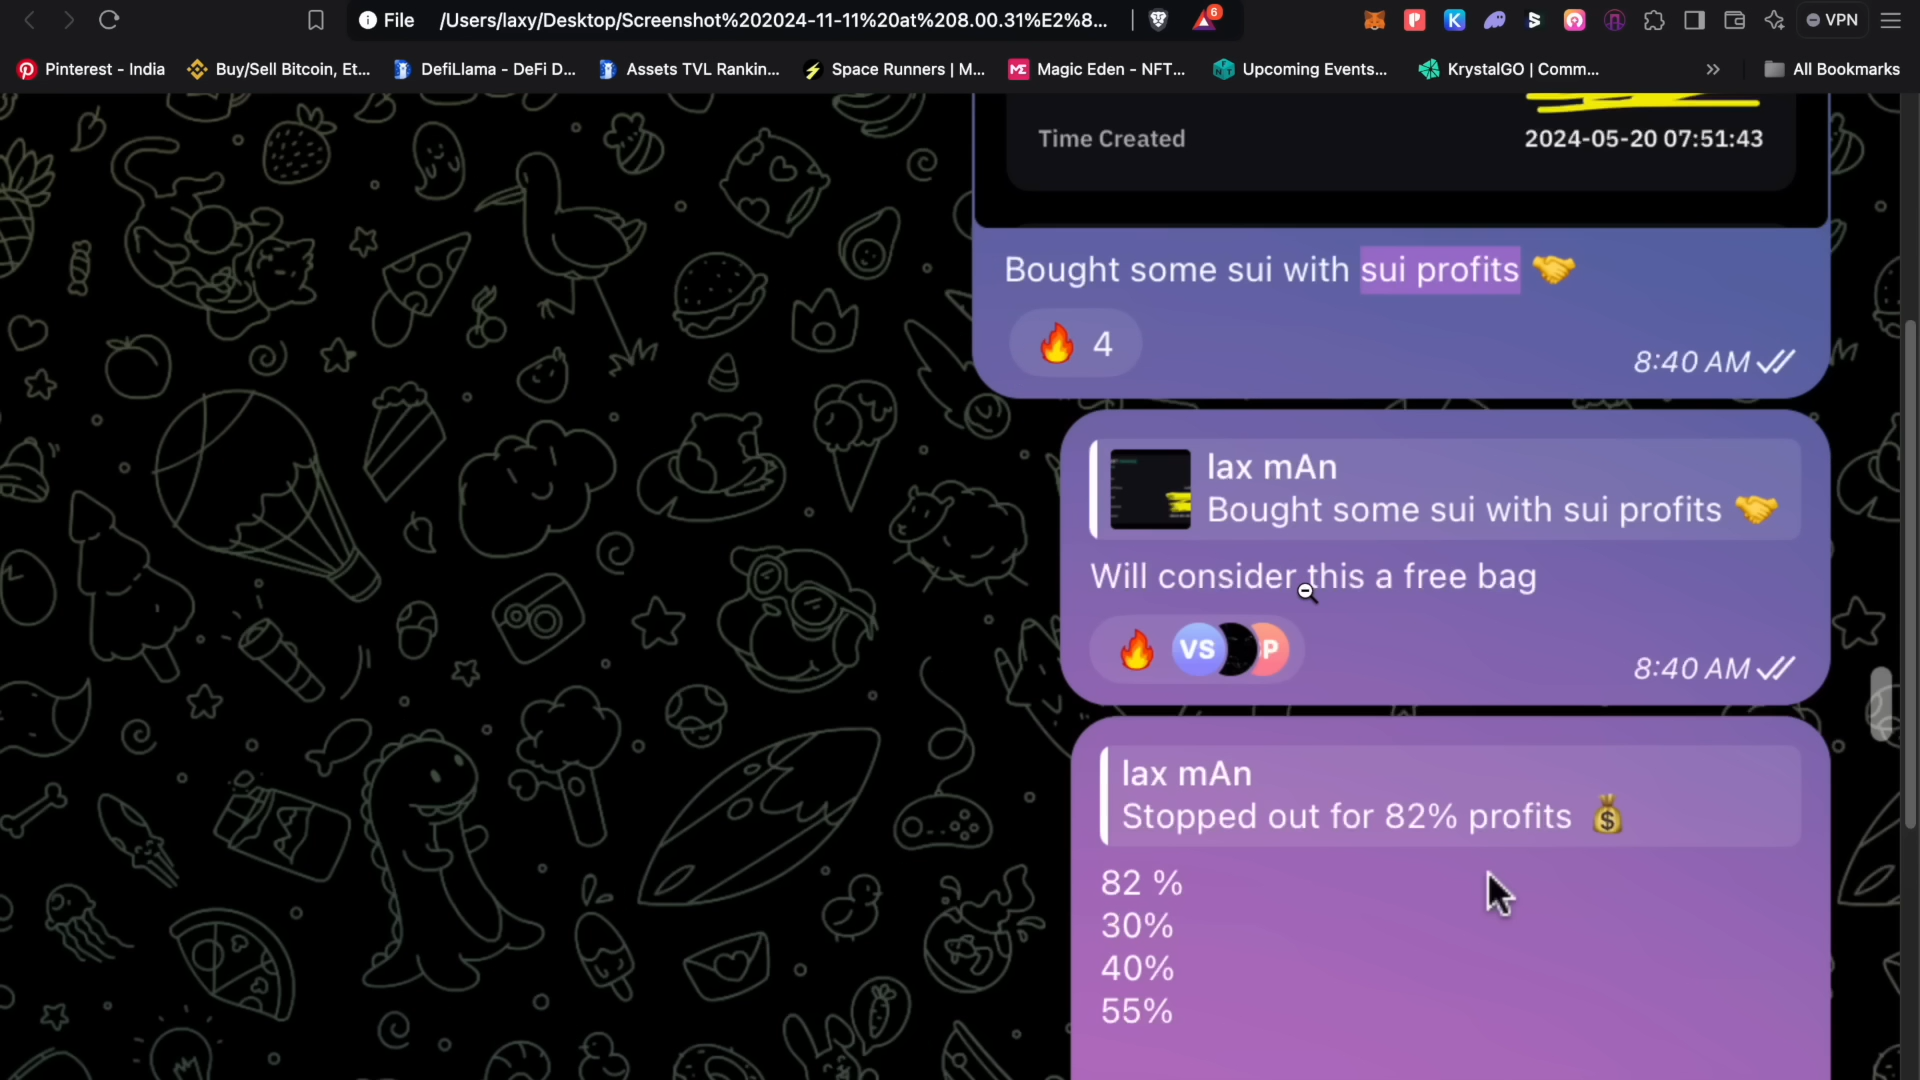 File
/Users/laxy/Desktop/Screenshot%202024-11-11%20at%208.00.31%E2%8...
6
VPN
Pinterest - India
Buy/Sell Bitcoin, Et...
DefiLlama - DeFi D...
Assets TVL Rankin...
Space Runners | M...
Magic Eden - NFT...
Upcoming Events...
KrystalGO | Comm...
All Bookmarks
Time Created
2024-05-20 07:51:43
Bought some sui with sui profits 🤝
🔥 4
8:40 AM
lax mAn
Bought some sui with sui profits 🤝
Will consider this a free bag
🔥 VS P
8:40 AM
lax mAn
Stopped out for 82% profits 💰
82 %
30%
40%
55%